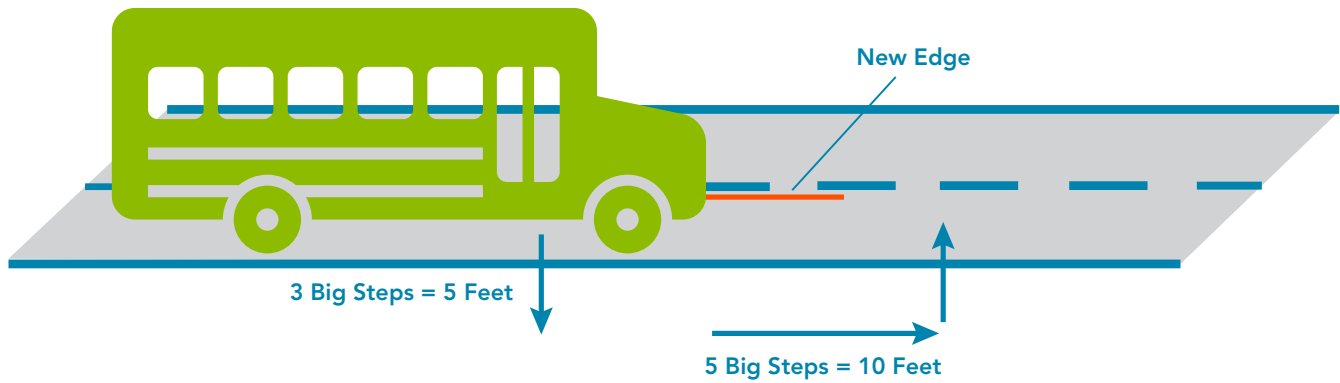 New Edge
3 Big Steps = 5 Feet
5 Big Steps = 10 Feet